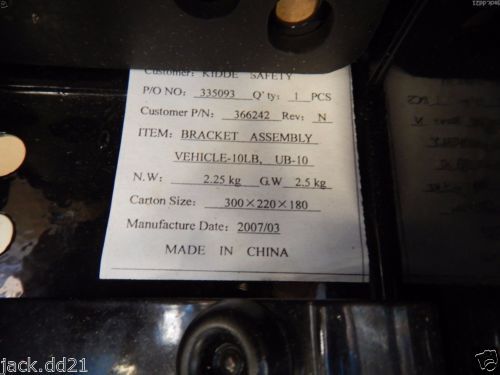 Customer: KIDDE SAFETY
P/O NO: 335093 Q'ty: 1 PCS
Customer P/N: 366242 Rev: N
ITEM: BRACKET ASSEMBLY
VEHICLE-10LB, UB-10
N.W: 2.25 kg G.W 2.5 kg
Carton Size: 300×220×180
Manufacture Date: 2007/03
MADE IN CHINA
jack.dd21